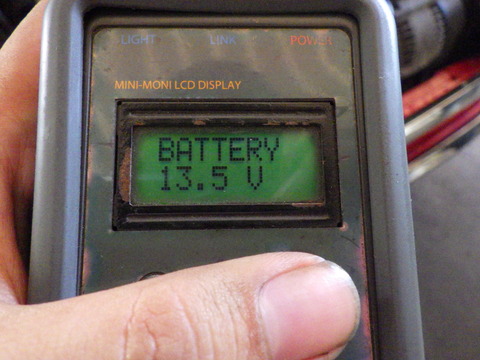 LIGHT LINK POWER
MINI-MONI LCD DISPLAY
BATTERY
13.5 V